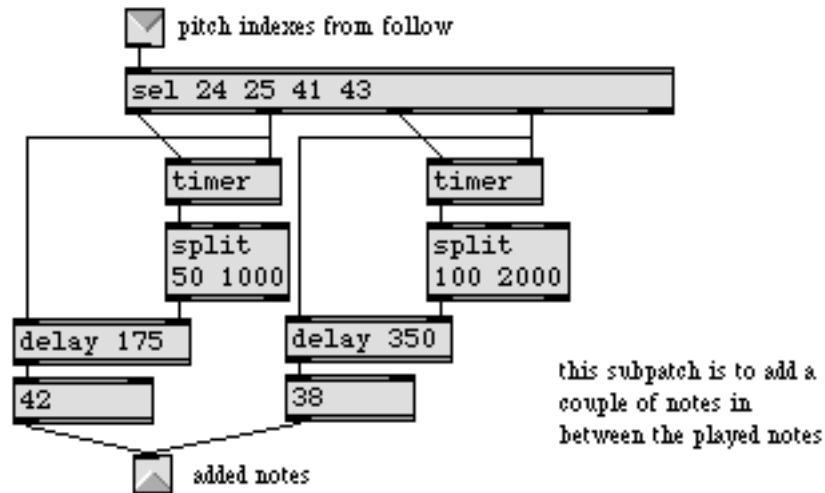 pitch indexes from follow
sel 24 25 41 43
timer
timer
split
50 1000
split
100 2000
delay 175
delay 350
42
38
this subpatch is to add a
couple of notes in
between the played notes
added notes